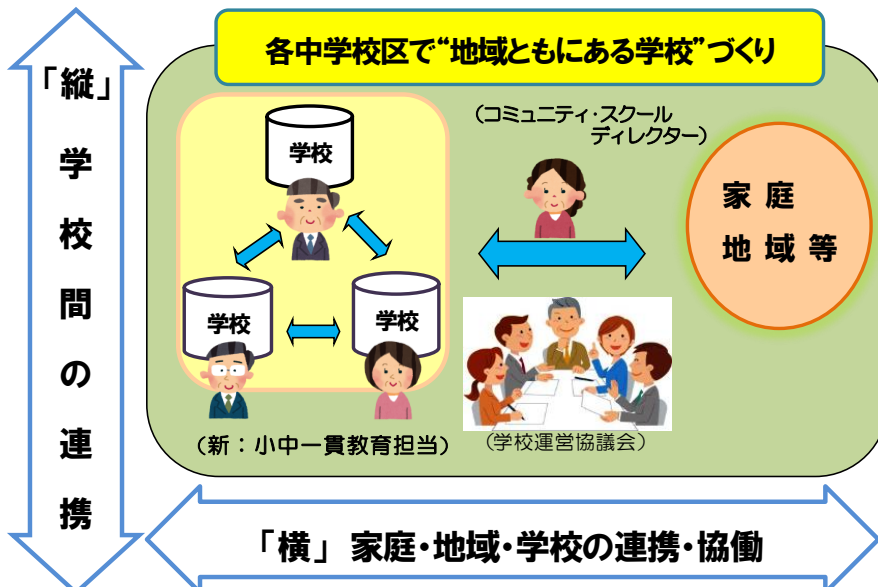 各中学校区で“地域ともにある学校”づくり
「縦」学校間の連携
学校
学校
学校
（新：小中一貫教育担当）
（コミュニティ・スクール
ディレクター）
（学校運営協議会）
家庭
地域等
「横」 家庭・地域・学校の連携・協働